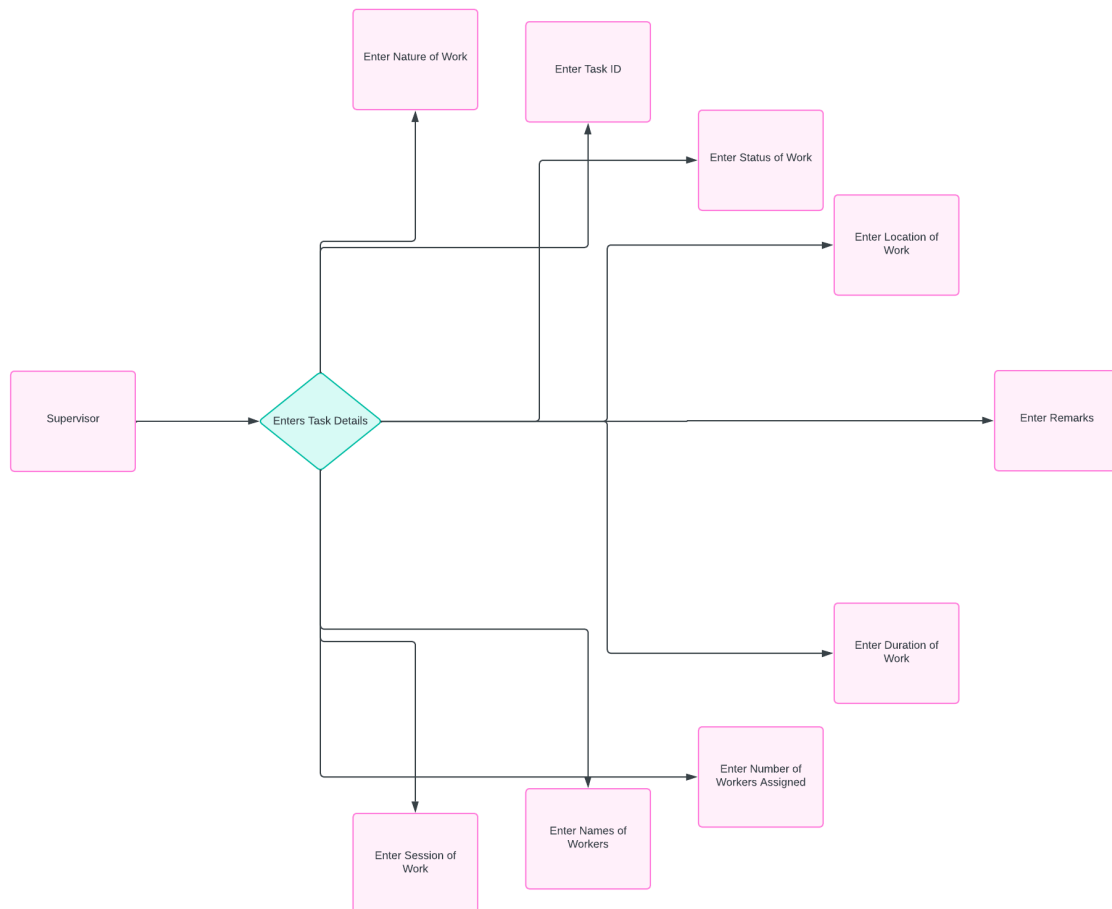 Enter Nature of Work
Enter Task ID
Enter Status of Work
Enter Location of
Work
Supervisor
Enters Task Details
Enter Remarks
Enter Duration of
Work
Enter Number of
Workers Assigned
Enter Names of
Workers
Enter Session of
Work